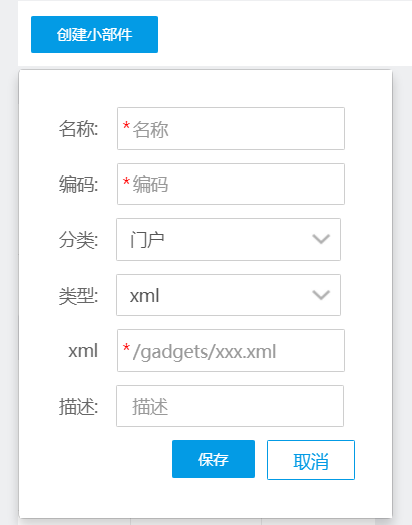 创建小部件
名称: *名称
编码: *编码
分类: 门户
类型: xml
xml */gadgets/xxx.xml
描述: 描述
保存 取消